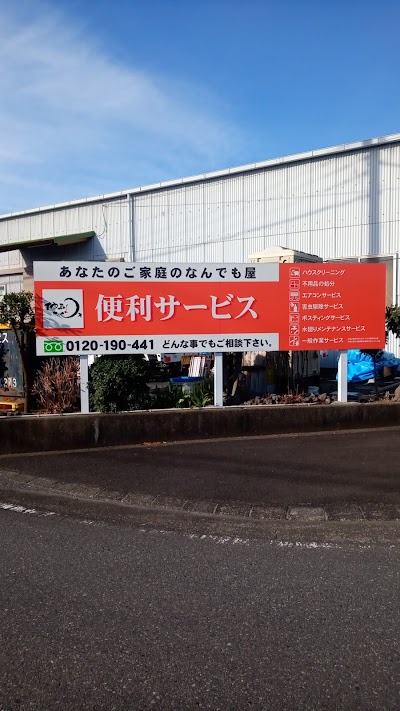 あなたのご家庭のなんでも屋
便利サービス
0120-190-441 どんな事でもご相談下さい。
ハウスクリーニング
不用品の処分
エアコンサービス
害虫駆除サービス
ポスティングサービス
水廻りメンテナンスサービス
一般作業サービス